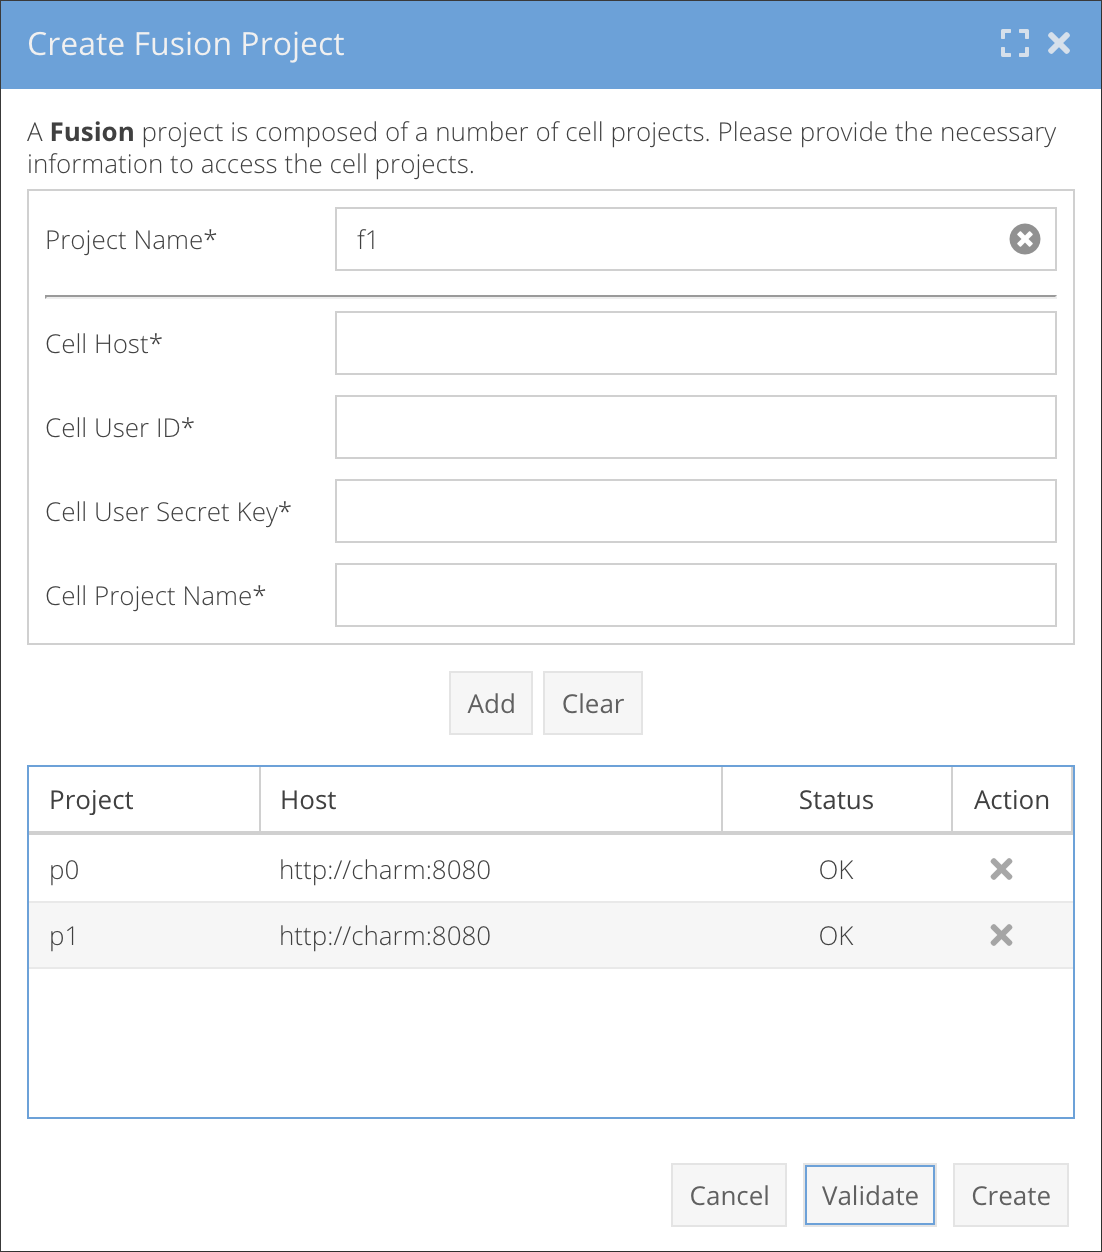 Create Fusion Project
A Fusion project is composed of a number of cell projects. Please provide the necessary
information to access the cell projects.
Project Name* f1
Cell Host*
Cell User ID*
Cell User Secret Key*
Cell Project Name*
Add Clear
Project Host Status Action
p0 http://charm:8080 OK
p1 http://charm:8080 OK
Cancel Validate Create